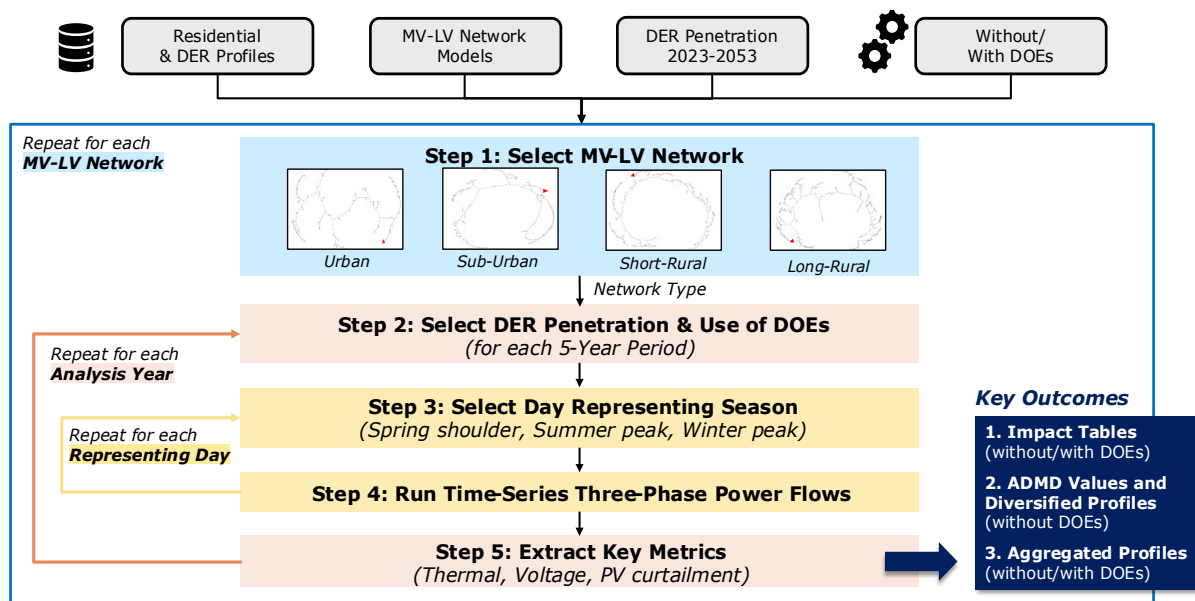 Residential
& DER Profiles
MV-LV Network
Models
DER Penetration
2023-2053
Without/
With DOEs
Repeat for each
MV-LV Network
Step 1: Select MV-LV Network
Urban
Sub-Urban
Short-Rural
Long-Rural
Network Type
Step 2: Select DER Penetration & Use of DOEs
(for each 5-Year Period)
Repeat for each
Analysis Year
Step 3: Select Day Representing Season
(Spring shoulder, Summer peak, Winter peak)
Repeat for each
Representing Day
Step 4: Run Time-Series Three-Phase Power Flows
Step 5: Extract Key Metrics
(Thermal, Voltage, PV curtailment)
Key Outcomes
1. Impact Tables
(without/with DOEs)
2. ADMD Values and
Diversified Profiles
(without DOEs)
3. Aggregated Profiles
(without/with DOEs)